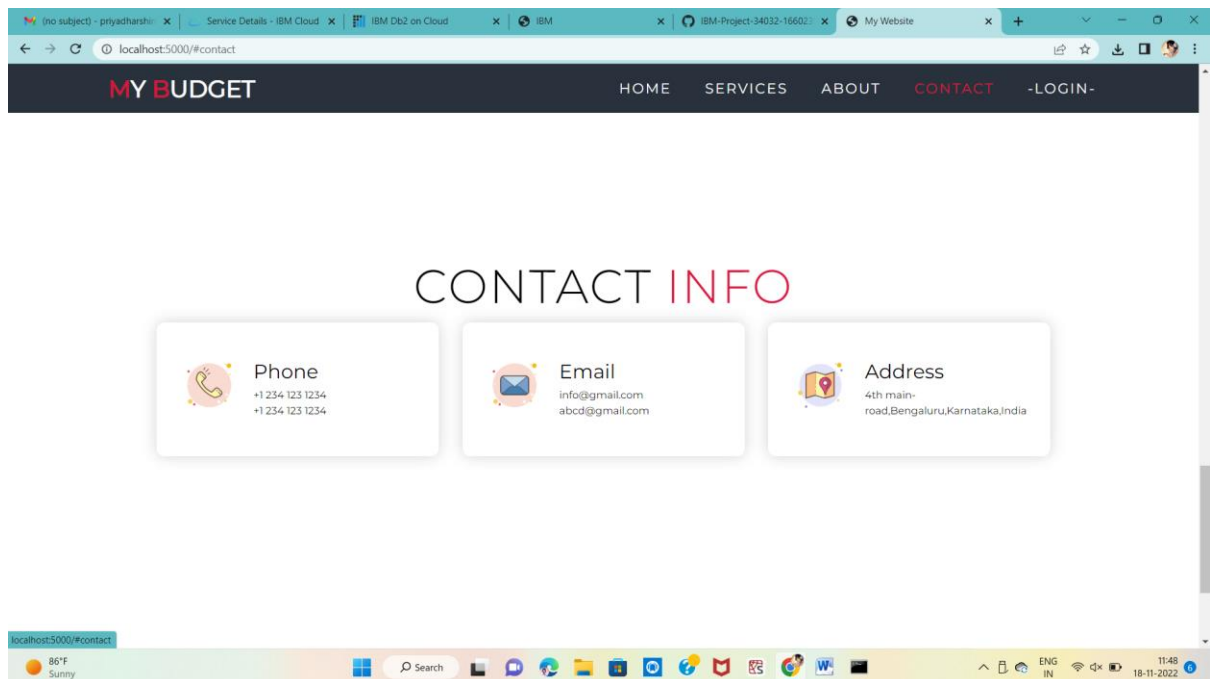 (no subject) - priyadharshin
Service Details - IBM Cloud
IBM Db2 on Cloud
IBM
IBM-Project-34032-166023
My Website
localhost:5000/#contact
MY BUDGET
HOME SERVICES ABOUT CONTACT -LOGIN-
CONTACT INFO
Phone
+1 234 123 1234
+1 234 123 1234
Email
info@gmail.com
abcd@gmail.com
Address
4th main-
road,Bengaluru,Karnataka,India
localhost:5000/#contact
86°F
Sunny
Search
ENG
IN
11:48
18-11-2022
6